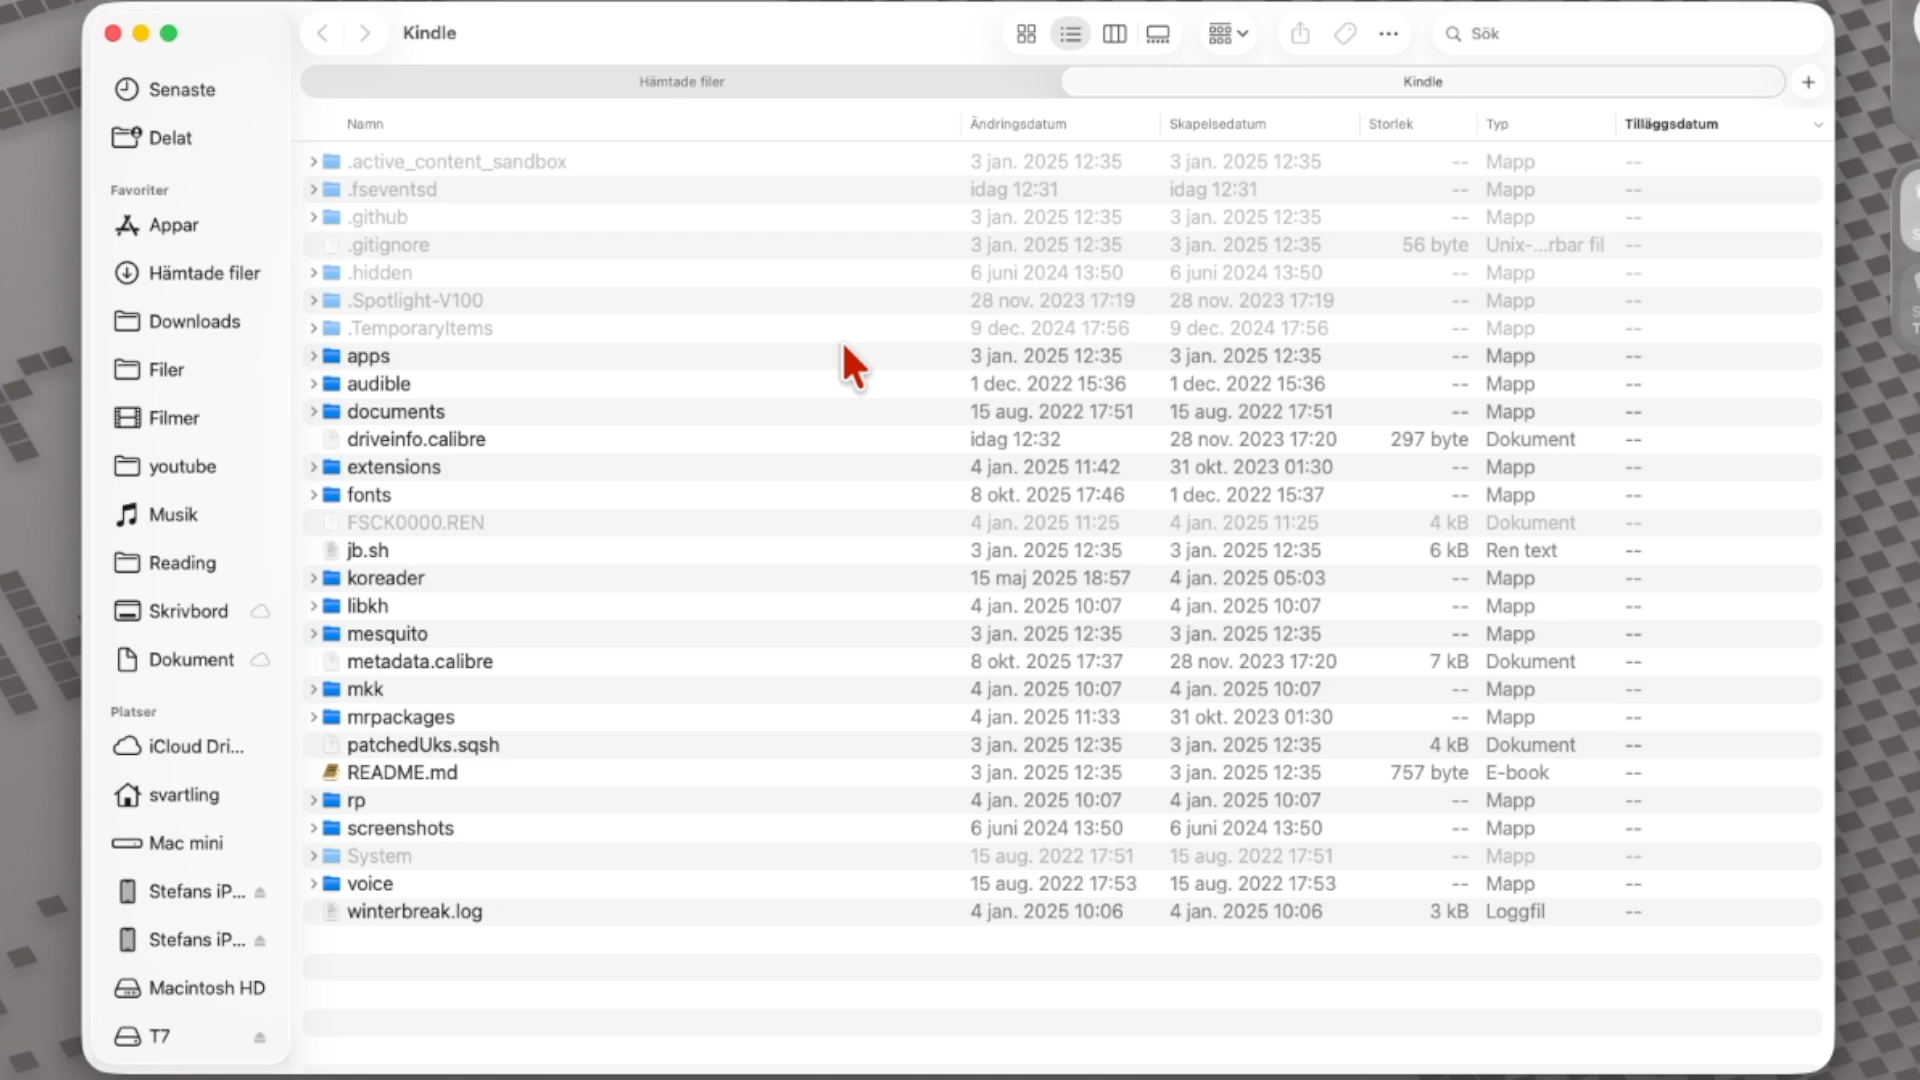 Kindle
Sök
Hämtade filer
Kindle
Senaste
Delat
Favoriter
Appar
Hämtade filer
Downloads
Filer
Filmer
youtube
Musik
Reading
Skrivbord
Dokument
Platser
iCloud Dri...
svartling
Mac mini
Stefans iP...
Stefans iP...
Macintosh HD
T7
Namn Ändringsdatum Skapelsedatum Storlek Typ Tilläggsdatum
.active_content_sandbox 3 jan. 2025 12:35 3 jan. 2025 12:35 -- Mapp --
.fseventsd idag 12:31 idag 12:31 -- Mapp --
.github 3 jan. 2025 12:35 3 jan. 2025 12:35 -- Mapp --
.gitignore 3 jan. 2025 12:35 3 jan. 2025 12:35 56 byte Unix-...rbar fil --
.hidden 6 juni 2024 13:50 6 juni 2024 13:50 -- Mapp --
.Spotlight-V100 28 nov. 2023 17:19 28 nov. 2023 17:19 -- Mapp --
.TemporaryItems 9 dec. 2024 17:56 9 dec. 2024 17:56 -- Mapp --
apps 3 jan. 2025 12:35 3 jan. 2025 12:35 -- Mapp --
audible 1 dec. 2022 15:36 1 dec. 2022 15:36 -- Mapp --
documents 15 aug. 2022 17:51 15 aug. 2022 17:51 -- Mapp --
driveinfo.calibre idag 12:32 28 nov. 2023 17:20 297 byte Dokument --
extensions 4 jan. 2025 11:42 31 okt. 2023 01:30 -- Mapp --
fonts 8 okt. 2025 17:46 1 dec. 2022 15:37 -- Mapp --
FSCK0000.REN 4 jan. 2025 11:25 4 jan. 2025 11:25 4 kB Dokument --
jb.sh 3 jan. 2025 12:35 3 jan. 2025 12:35 6 kB Ren text --
koreader 15 maj 2025 18:57 4 jan. 2025 05:03 -- Mapp --
libkh 4 jan. 2025 10:07 4 jan. 2025 10:07 -- Mapp --
mesquito 3 jan. 2025 12:35 3 jan. 2025 12:35 -- Mapp --
metadata.calibre 8 okt. 2025 17:37 28 nov. 2023 17:20 7 kB Dokument --
mkk 4 jan. 2025 10:07 4 jan. 2025 10:07 -- Mapp --
mrpackages 4 jan. 2025 11:33 31 okt. 2023 01:30 -- Mapp --
patchedUks.sqsh 3 jan. 2025 12:35 3 jan. 2025 12:35 4 kB Dokument --
README.md 3 jan. 2025 12:35 3 jan. 2025 12:35 757 byte E-book --
rp 4 jan. 2025 10:07 4 jan. 2025 10:07 -- Mapp --
screenshots 6 juni 2024 13:50 6 juni 2024 13:50 -- Mapp --
System 15 aug. 2022 17:51 15 aug. 2022 17:51 -- Mapp --
voice 15 aug. 2022 17:53 15 aug. 2022 17:53 -- Mapp --
winterbreak.log 4 jan. 2025 10:06 4 jan. 2025 10:06 3 kB Loggfil --